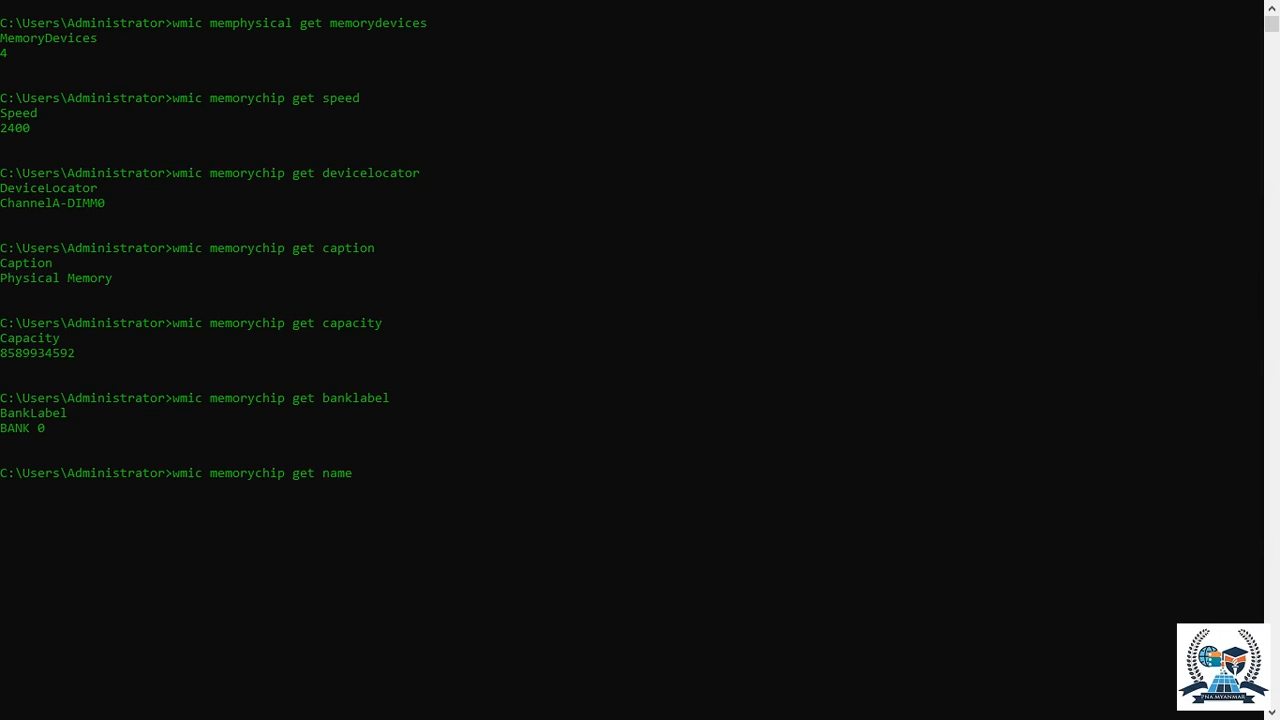 C:\Users\Administrator>wmic memphysical get memorydevices
MemoryDevices
4
C:\Users\Administrator>wmic memorychip get speed
Speed
2400
C:\Users\Administrator>wmic memorychip get devicelocator
DeviceLocator
ChannelA-DIMM0
C:\Users\Administrator>wmic memorychip get caption
Caption
Physical Memory
C:\Users\Administrator>wmic memorychip get capacity
Capacity
8589934592
C:\Users\Administrator>wmic memorychip get banklabel
BankLabel
BANK 0
C:\Users\Administrator>wmic memorychip get name
MYANMAR